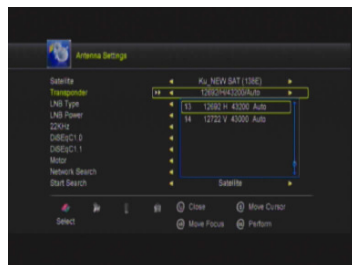 Antenna Settings
Satellite Ku_NEW SAT (138E)
Transponder 12692/H/43200/Auto
LNB Type 13 12692 H 43200 Auto
LNB Power 14 12722 V 43000 Auto
22KHz
DiSEqC1.0
DiSEqC1.1
Motor
Network Search
Start Search Satellite
Close Move Cursor
Select Move Focus Perform